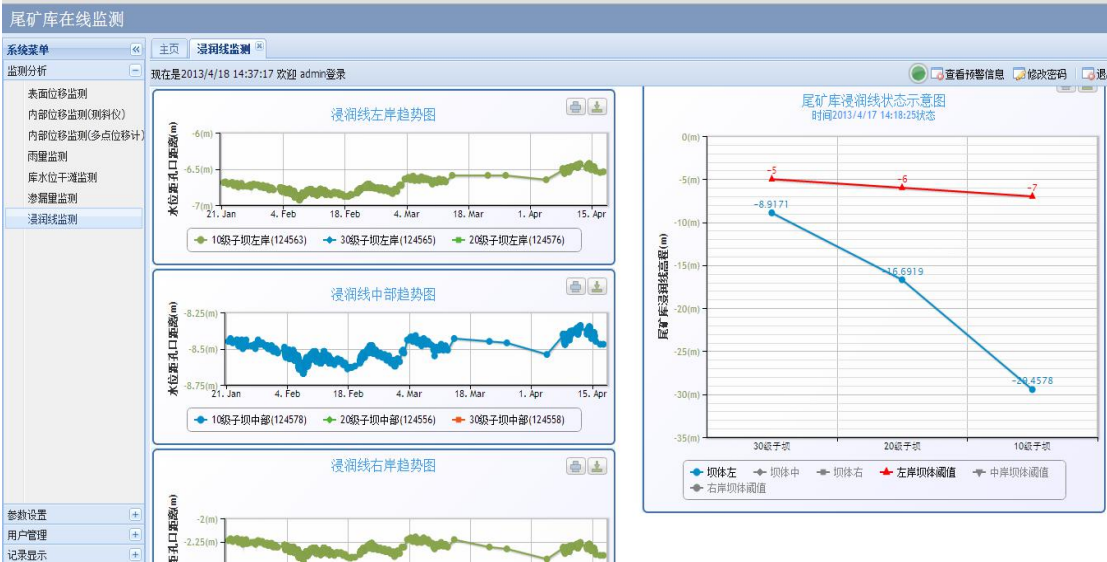 尾矿库在线监测
系统菜单
主页 浸润线监测
监测分析
现在是2013/4/18 14:37:17 欢迎 admin登录
查看预警信息 修改密码
表面位移监测
内部位移监测(测斜仪)
内部位移监测(多点位移计)
雨量监测
库水位干滩监测
渗漏量监测
浸润线监测
参数设置
用户管理
记录显示
浸润线左岸趋势图
水位距孔口距离(m)
-6(m)
-6.5(m)
-7(m)
21. Jan 4. Feb 18. Feb 4. Mar 18. Mar 1. Apr 15. Apr
10级子坝左岸(124563) 30级子坝左岸(124565) 20级子坝左岸(124576)
浸润线中部趋势图
水位距孔口距离(m)
-8.25(m)
-8.5(m)
-8.75(m)
21. Jan 4. Feb 18. Feb 4. Mar 18. Mar 1. Apr 15. Apr
10级子坝中部(124578) 20级子坝中部(124556) 30级子坝中部(124558)
浸润线右岸趋势图
距孔口距离(m)
-2(m)
-2.25(m)
尾矿库浸润线状态示意图
时间2013/4/17 14:18:25状态
尾矿库浸润线高程(m)
0(m)
-5(m)
-10(m)
-15(m)
-20(m)
-25(m)
-30(m)
-35(m)
-5
-6
-7
-8.9171
-16.6919
-29.4578
30级子坝 20级子坝 10级子坝
坝体左 坝体中 坝体右 左岸坝体阈值 中岸坝体阈值
右岸坝体阈值